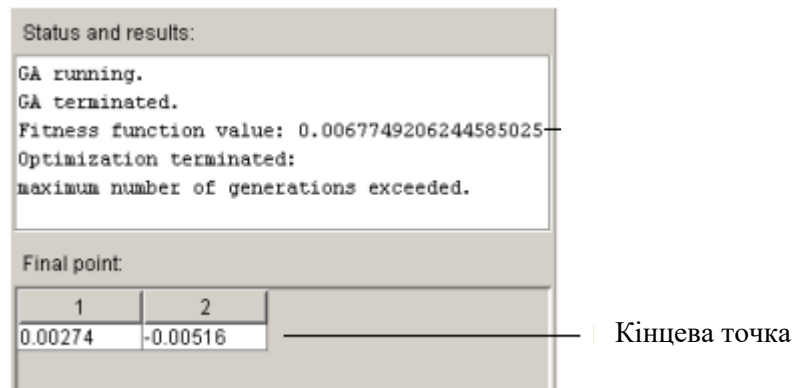 Status and results:
GA running.
GA terminated.
Fitness function value: 0.0067749206244585025
Optimization terminated:
maximum number of generations exceeded.
Final point:
1 2
0.00274 -0.00516
Кінцева точка